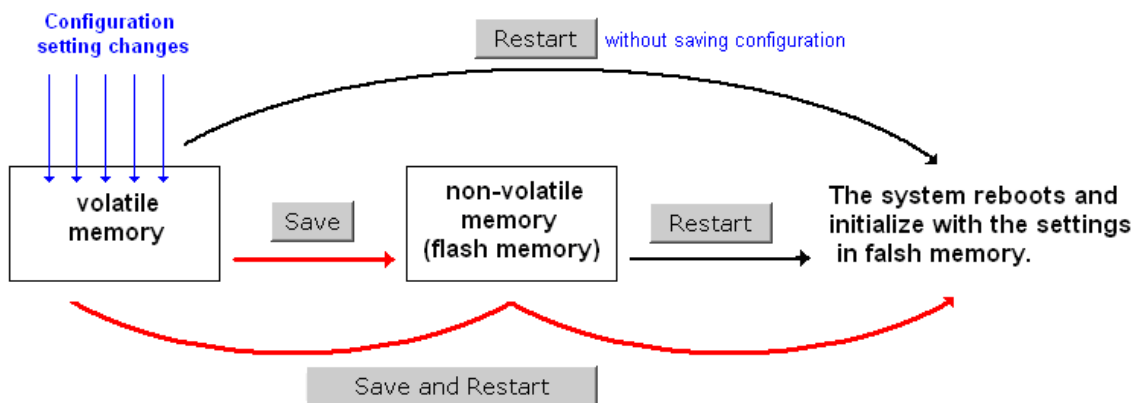 Configuration
setting changes
Restart
without saving configuration
volatile
memory
Save
non-volatile
memory
(flash memory)
Restart
The system reboots and
initialize with the settings
in falsh memory.
Save and Restart